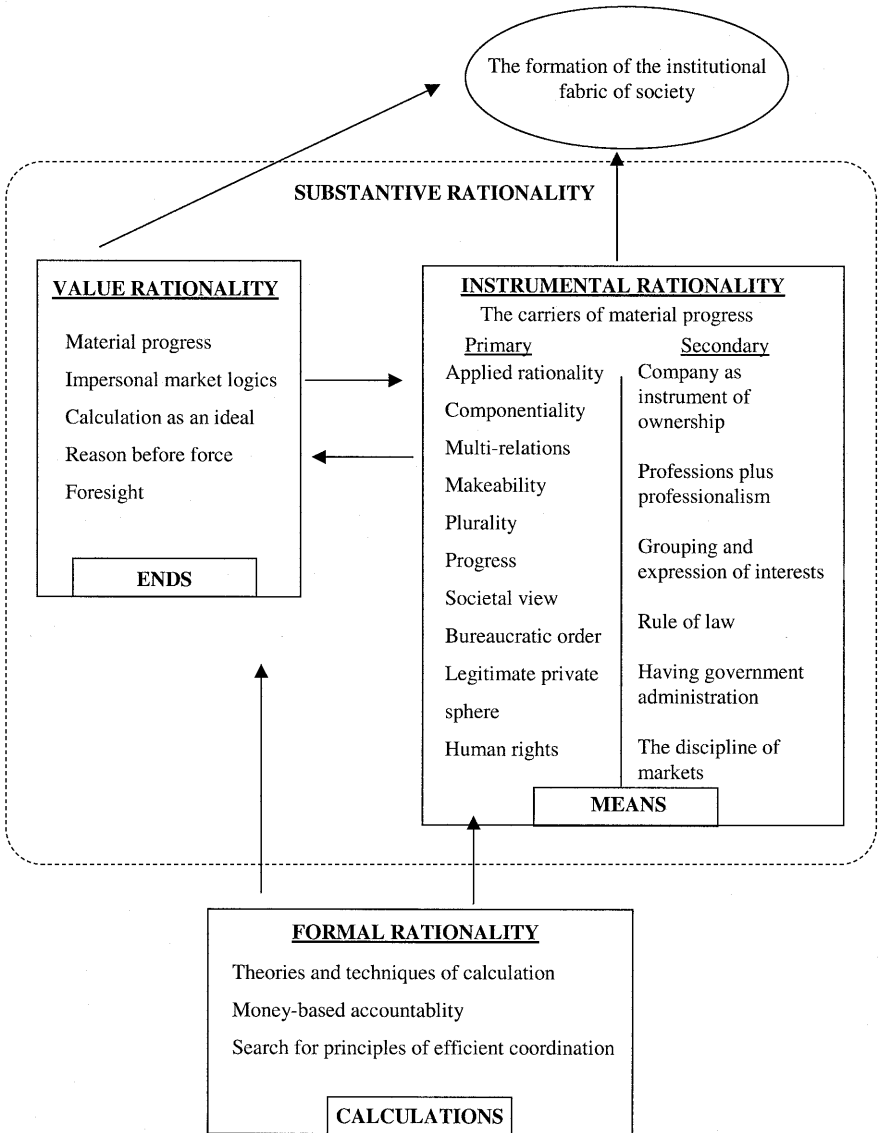 The formation of the institutional
fabric of society
SUBSTANTIVE RATIONALITY
VALUE RATIONALITY
Material progress
Impersonal market logics
Calculation as an ideal
Reason before force
Foresight
ENDS
INSTRUMENTAL RATIONALITY
The carriers of material progress
Primary
Applied rationality
Componentiality
Multi-relations
Makeability
Plurality
Progress
Societal view
Bureaucratic order
Legitimate private
sphere
Human rights
Secondary
Company as
instrument of
ownership
Professions plus
professionalism
Grouping and
expression of interests
Rule of law
Having government
administration
The discipline of
markets
MEANS
FORMAL RATIONALITY
Theories and techniques of calculation
Money-based accountablity
Search for principles of efficient coordination
CALCULATIONS